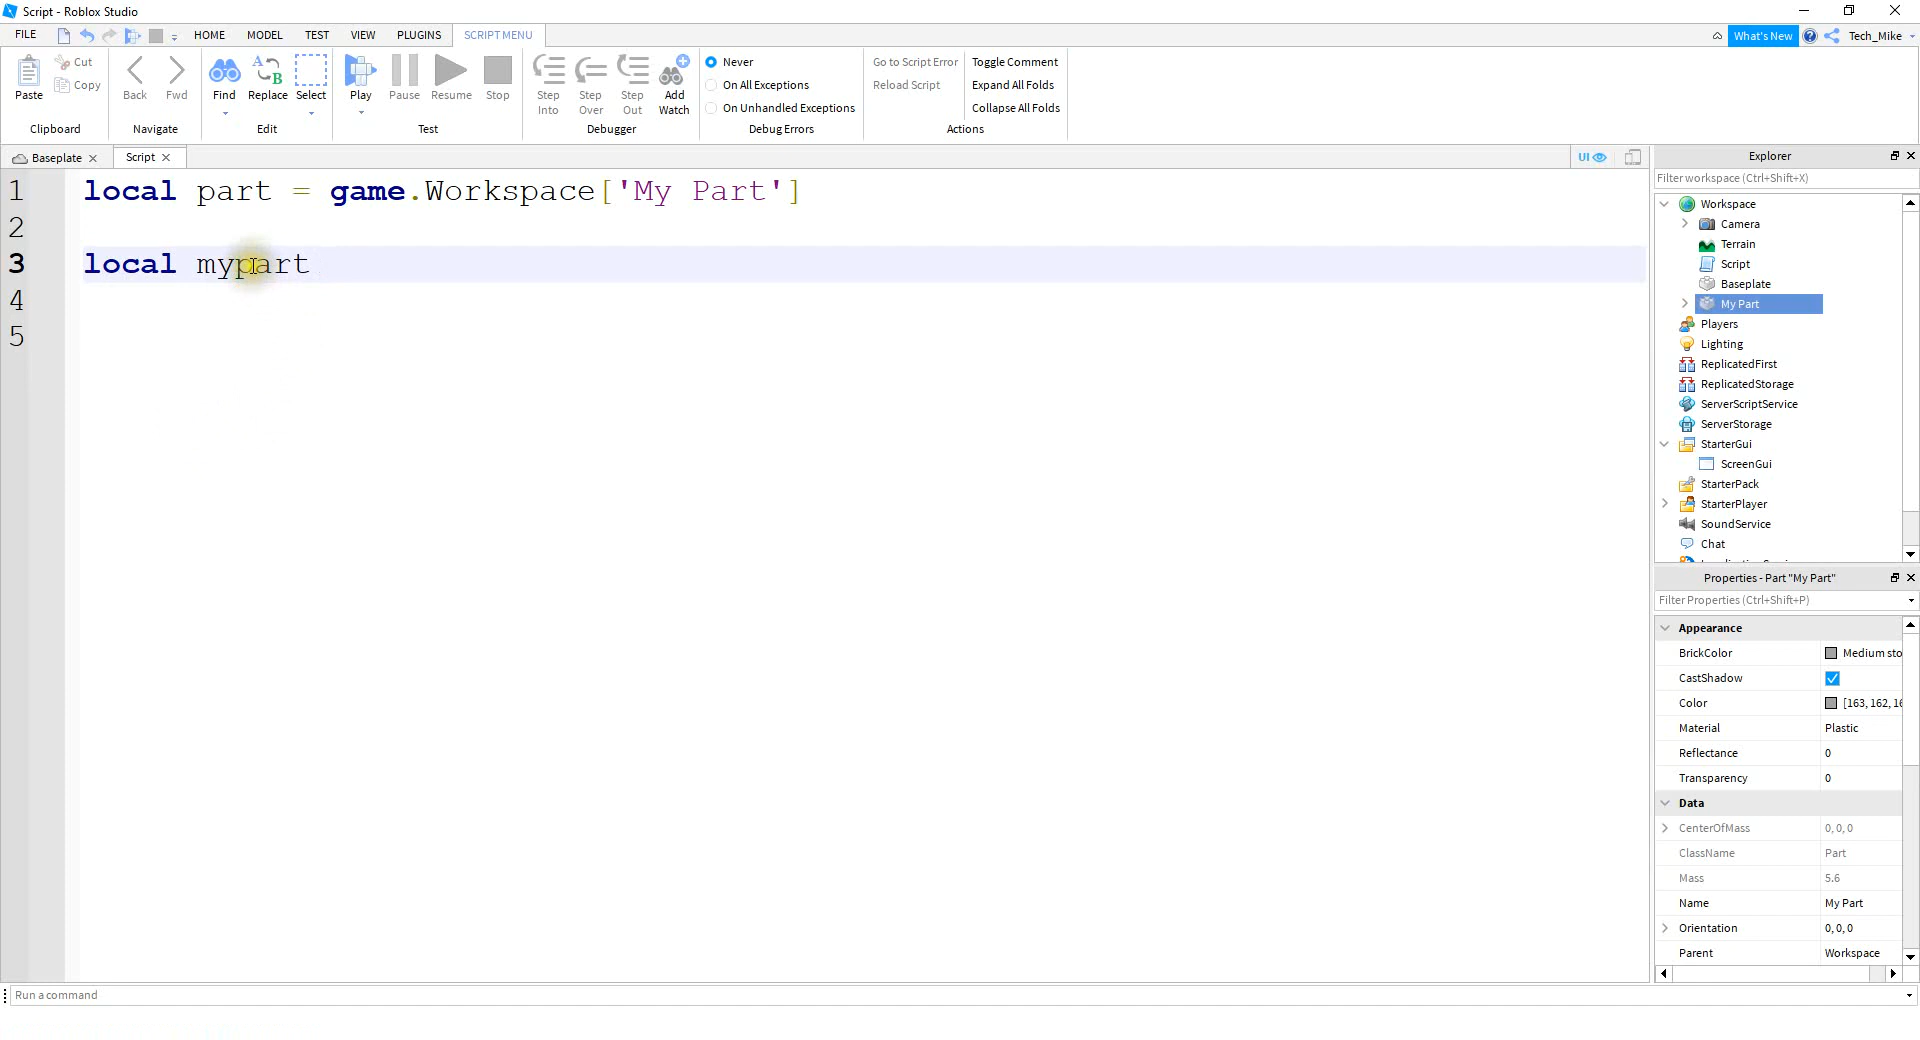 Script - Roblox Studio
FILE HOME MODEL TEST VIEW PLUGINS SCRIPT MENU What's New Tech_Mike
Paste Cut Copy Back Fwd Find Replace Select Play Pause Resume Stop Step Into Step Over Step Out Add Watch
Never
On All Exceptions
On Unhandled Exceptions
Go to Script Error
Reload Script
Toggle Comment
Expand All Folds
Collapse All Folds
Clipboard Navigate Edit Test Debugger Debug Errors Actions
Baseplate Script UI
1 local part = game.Workspace['My Part']
2
3 local mypart
4
5
Explorer
Filter workspace (Ctrl+Shift+X)
Workspace
Camera
Terrain
Script
Baseplate
My Part
Players
Lighting
ReplicatedFirst
ReplicatedStorage
ServerScriptService
ServerStorage
StarterGui
ScreenGui
StarterPack
StarterPlayer
SoundService
Chat
Properties - Part "My Part"
Filter Properties (Ctrl+Shift+P)
Appearance
BrickColor Medium sto
CastShadow
Color [163, 162, 16
Material Plastic
Reflectance 0
Transparency 0
Data
CenterOfMass 0, 0, 0
ClassName Part
Mass 5.6
Name My Part
Orientation 0, 0, 0
Parent Workspace
Run a command